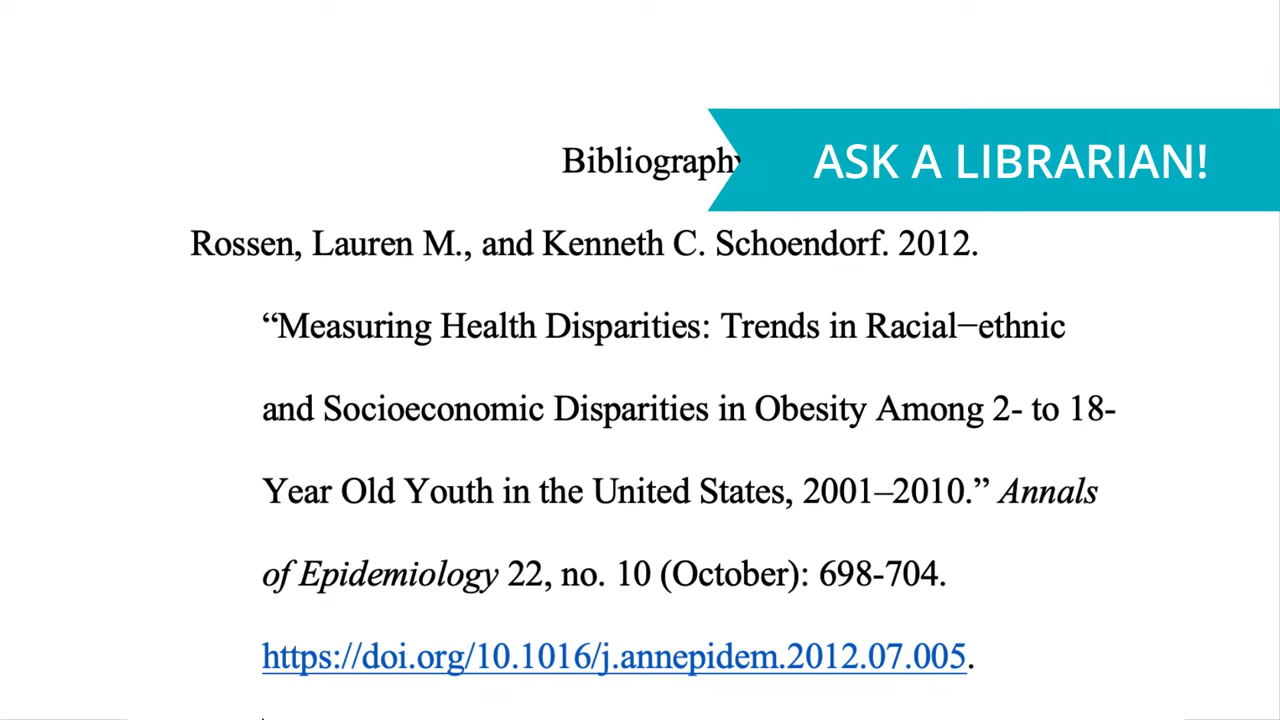 Bibliography
ASK A LIBRARIAN!
Rossen, Lauren M., and Kenneth C. Schoendorf. 2012.
“Measuring Health Disparities: Trends in Racial−ethnic
and Socioeconomic Disparities in Obesity Among 2- to 18-
Year Old Youth in the United States, 2001–2010.” Annals
of Epidemiology 22, no. 10 (October): 698-704.
https://doi.org/10.1016/j.annepidem.2012.07.005.